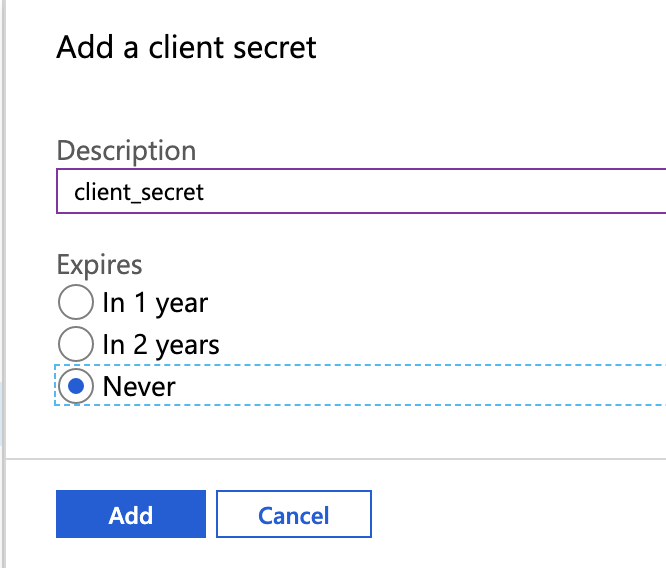 Add a client secret
Description
client_secret
Expires
In 1 year
In 2 years
Never
Add
Cancel